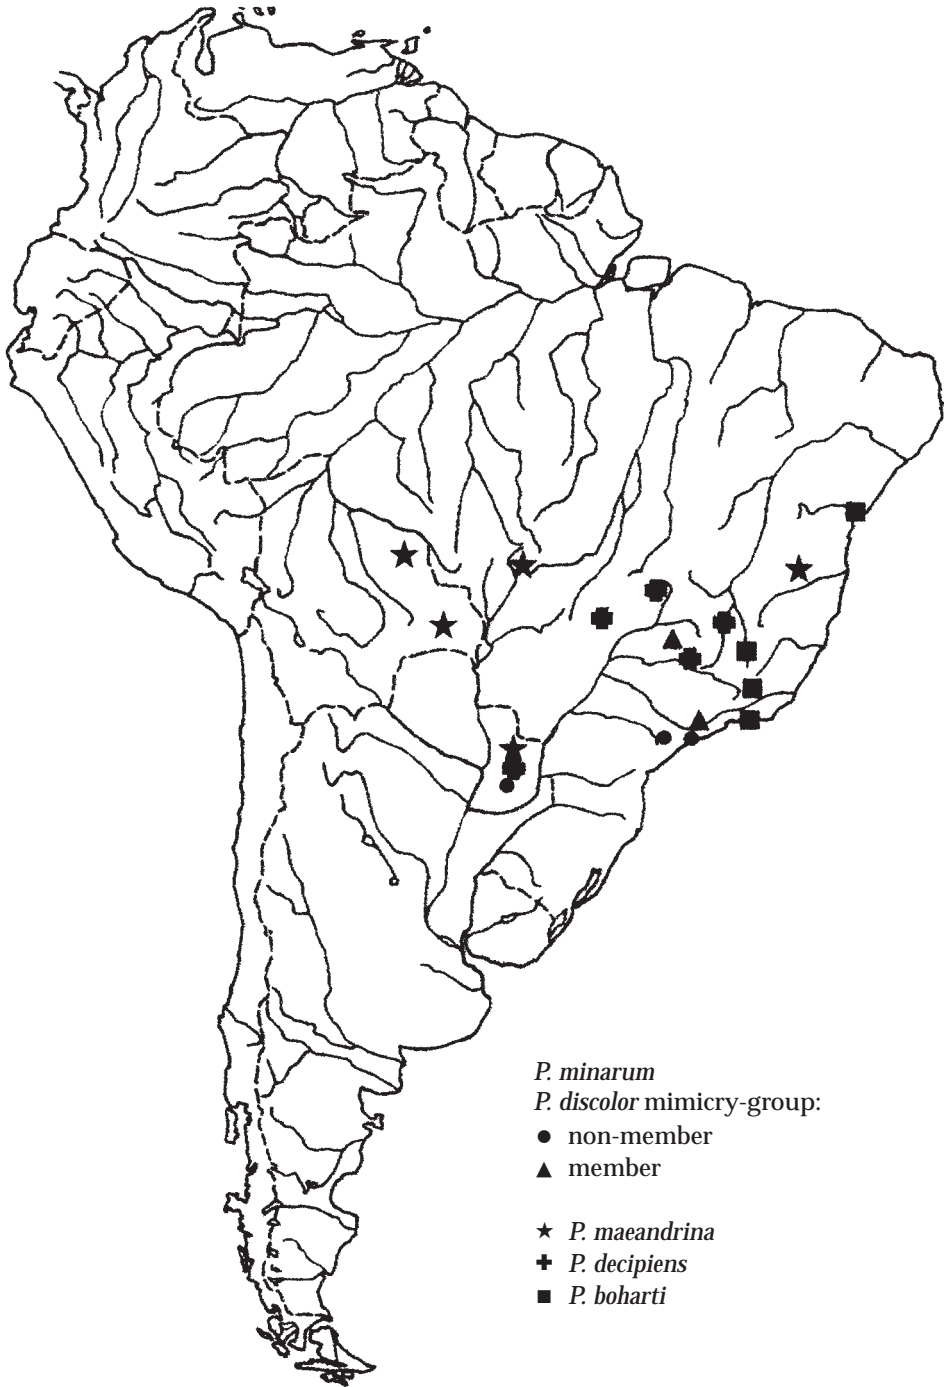 P. minarum
P. discolor mimicry-group:
non-member
member
P. maeandrina
P. decipiens
P. boharti